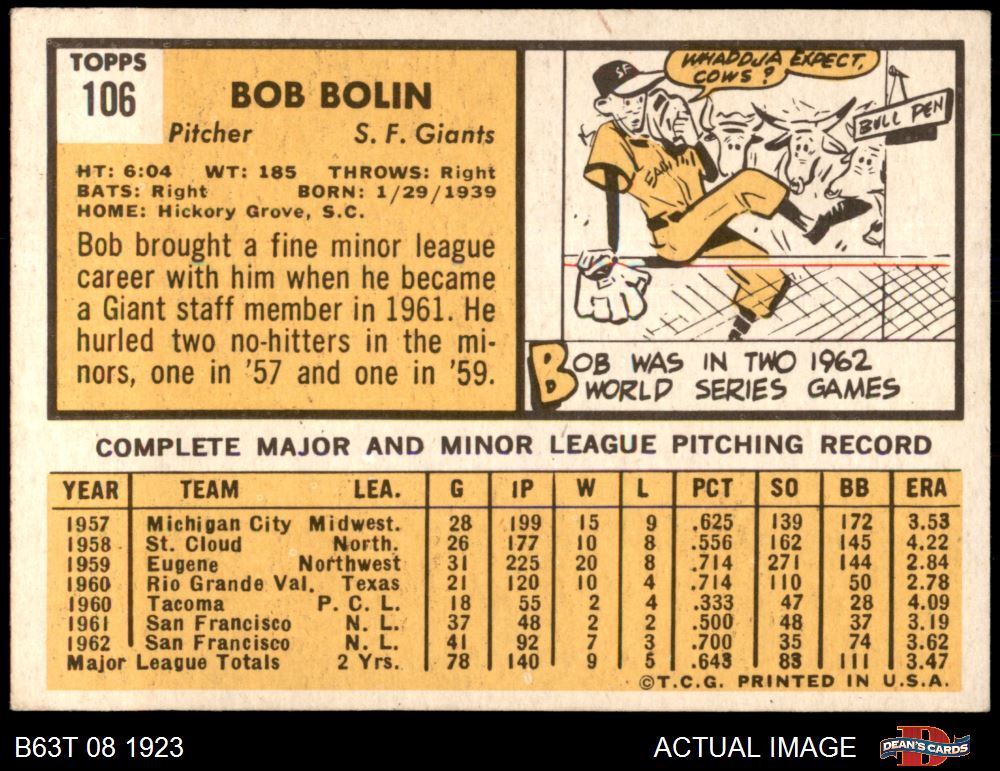 TOPPS
106
BOB BOLIN
Pitcher S. F. Giants
HT: 6:04 WT: 185 THROWS: Right
BATS: Right BORN: 1/29/1939
HOME: Hickory Grove, S.C.
Bob brought a fine minor league
career with him when he became
a Giant staff member in 1961. He
hurled two no-hitters in the mi-
nors, one in '57 and one in '59.
WHADDJA EXPECT,
COWS?
SF
BULL PEN
BOB WAS IN TWO 1962
WORLD SERIES GAMES
COMPLETE MAJOR AND MINOR LEAGUE PITCHING RECORD
YEAR TEAM LEA. G IP W L PCT SO BB ERA
1957 Michigan City Midwest. 28 199 15 9 .625 139 172 3.53
1958 St. Cloud North. 26 177 10 8 .556 162 145 4.22
1959 Eugene Northwest 31 225 20 8 .714 271 144 2.84
1960 Rio Grande Val. Texas 21 120 10 4 .714 110 50 2.78
1960 Tacoma P. C. L. 18 55 2 4 .333 47 28 4.09
1961 San Francisco N. L. 37 48 2 2 .500 48 37 3.19
1962 San Francisco N. L. 41 92 7 3 .700 35 74 3.62
Major League Totals 2 Yrs. 78 140 9 5 .643 83 111 3.47
©T.C.G. PRINTED IN U.S.A.
B63T 08 1923 ACTUAL IMAGE
D
DEAN'S CARDS